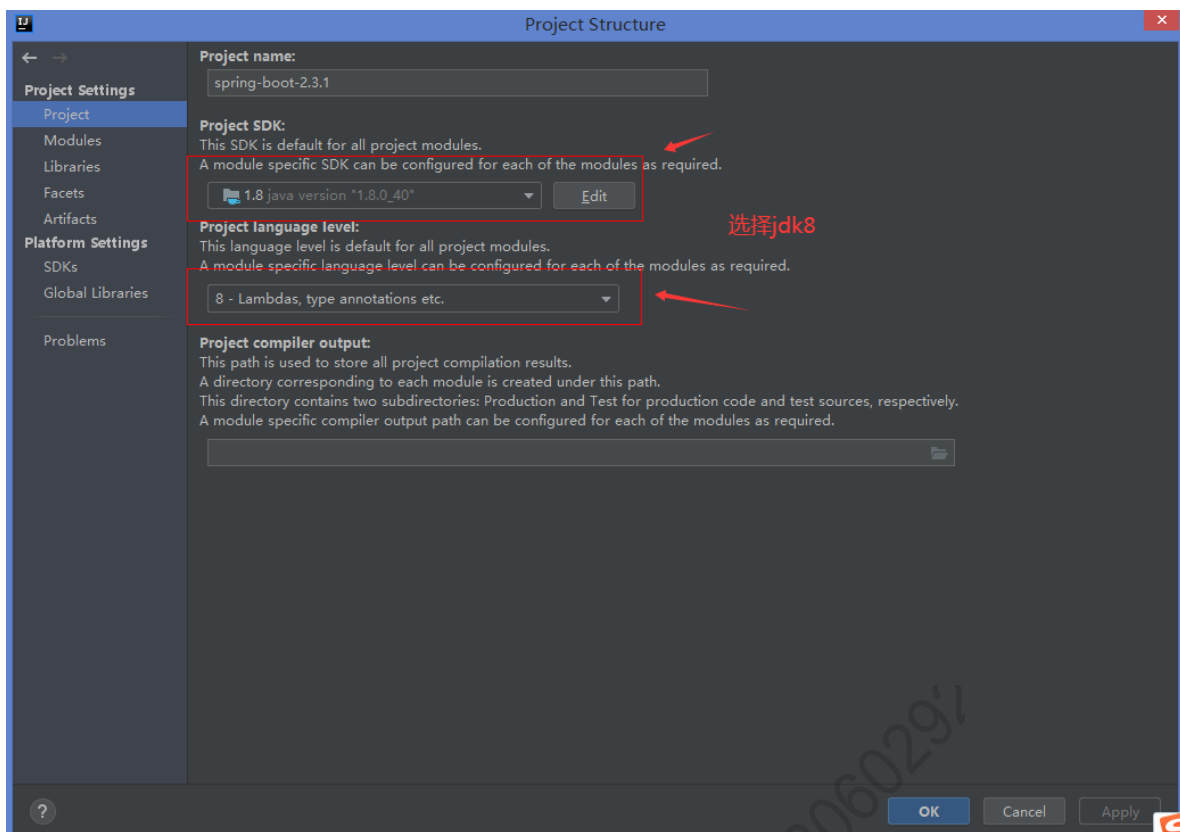 Project Structure
Project name:
spring-boot-2.3.1
Project Settings
Project
Modules
Libraries
Facets
Artifacts
Platform Settings
SDKs
Global Libraries
Problems
Project SDK:
This SDK is default for all project modules.
A module specific SDK can be configured for each of the modules as required.
1.8 java version "1.8.0_40"
Edit
选择jdk8
Project language level:
This language level is default for all project modules.
A module specific language level can be configured for each of the modules as required.
8 - Lambdas, type annotations etc.
Project compiler output:
This path is used to store all project compilation results.
A directory corresponding to each module is created under this path.
This directory contains two subdirectories: Production and Test for production code and test sources, respectively.
A module specific compiler output path can be configured for each of the modules as required.
?
OK
Cancel
Apply